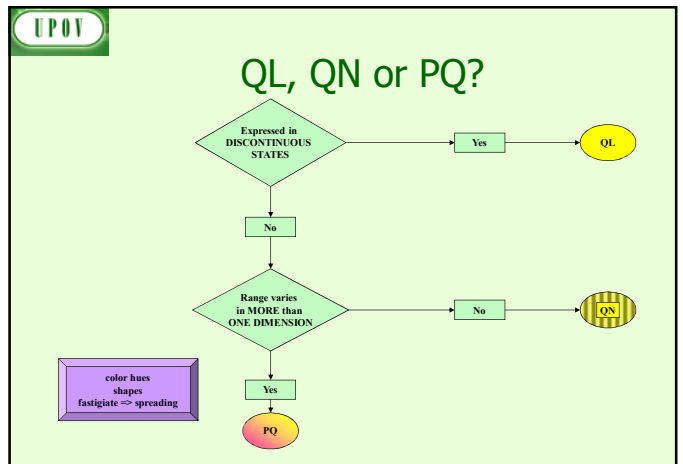 UPOV
QL, QN or PQ?
Expressed in
DISCONTINUOUS
STATES
Yes
QL
No
Range varies
in MORE than
ONE DIMENSION
No
QN
color hues
shapes
fastigiate => spreading
Yes
PQ